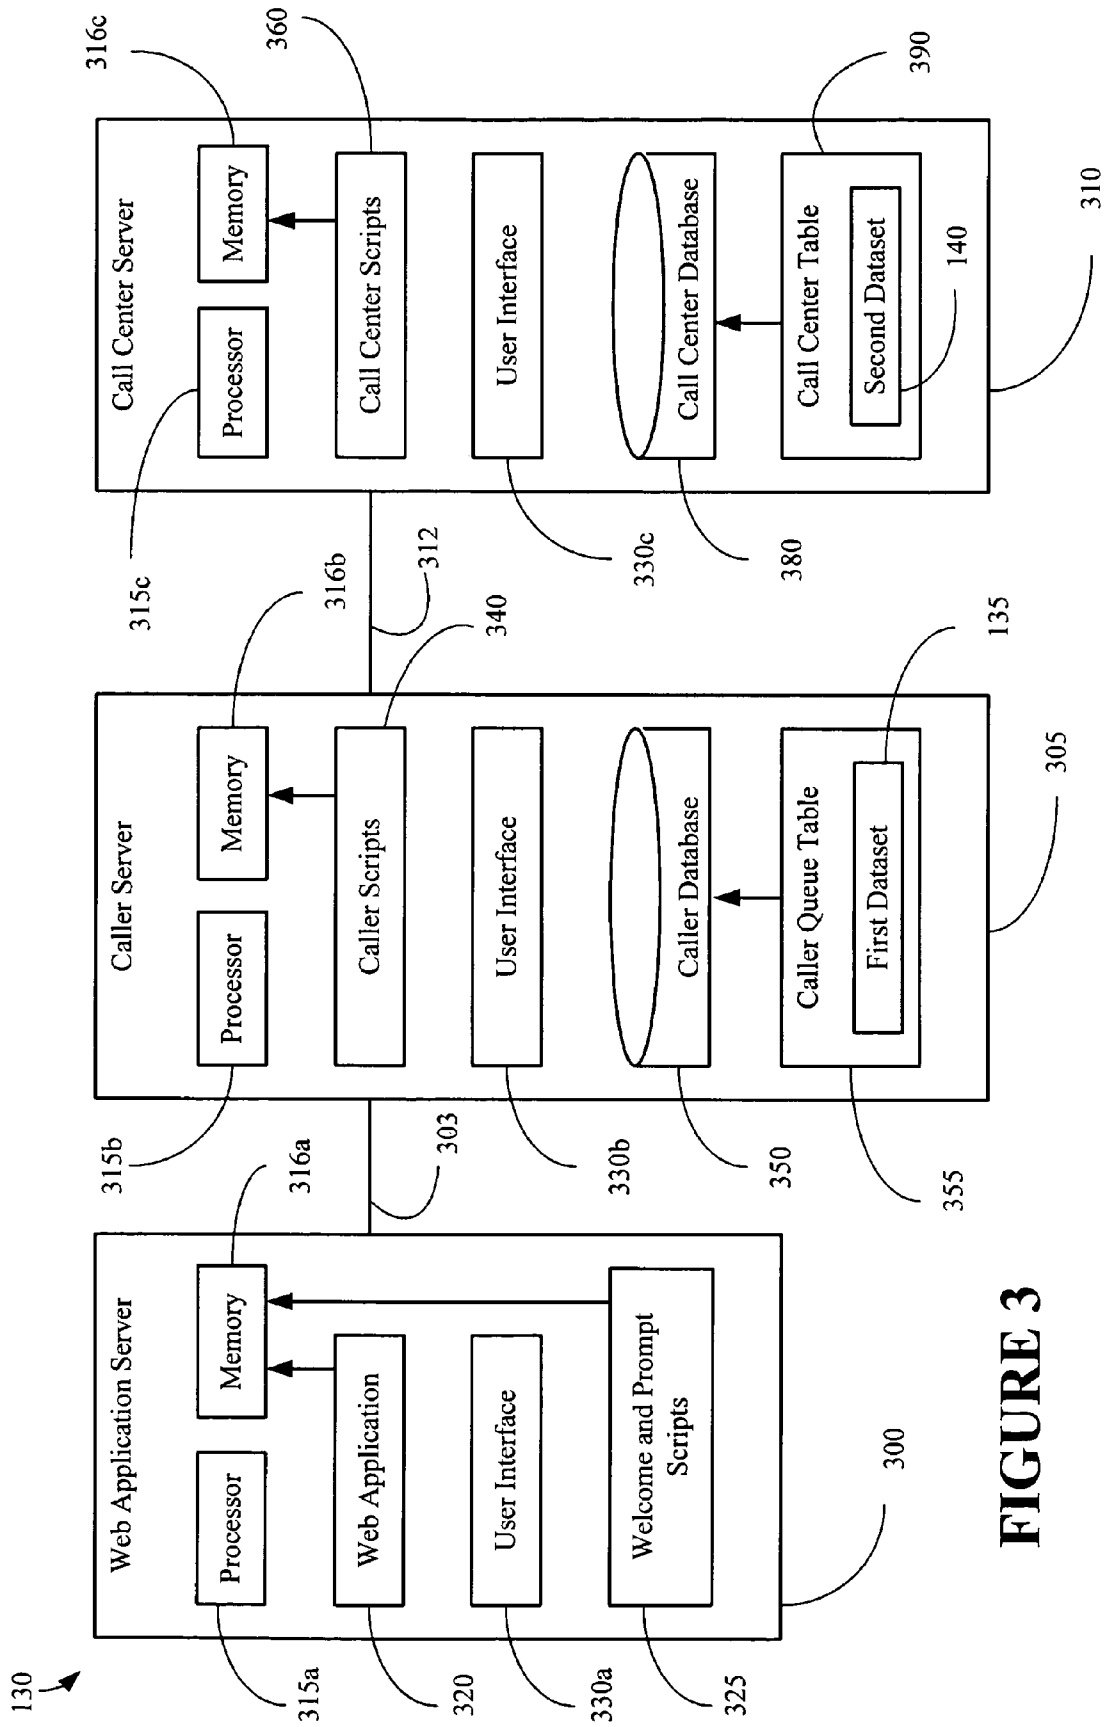 130
Web Application Server
Processor
Memory
Web Application
User Interface
Welcome and Prompt
Scripts
315a
316a
320
330a
325
300
303
Caller Server
Processor
Memory
Caller Scripts
User Interface
Caller Database
Caller Queue Table
First Dataset
315b
316b
340
330b
350
355
135
305
312
Call Center Server
Processor
Memory
Call Center Scripts
User Interface
Call Center Database
Call Center Table
Second Dataset
315c
316c
360
330c
380
390
140
310
FIGURE 3